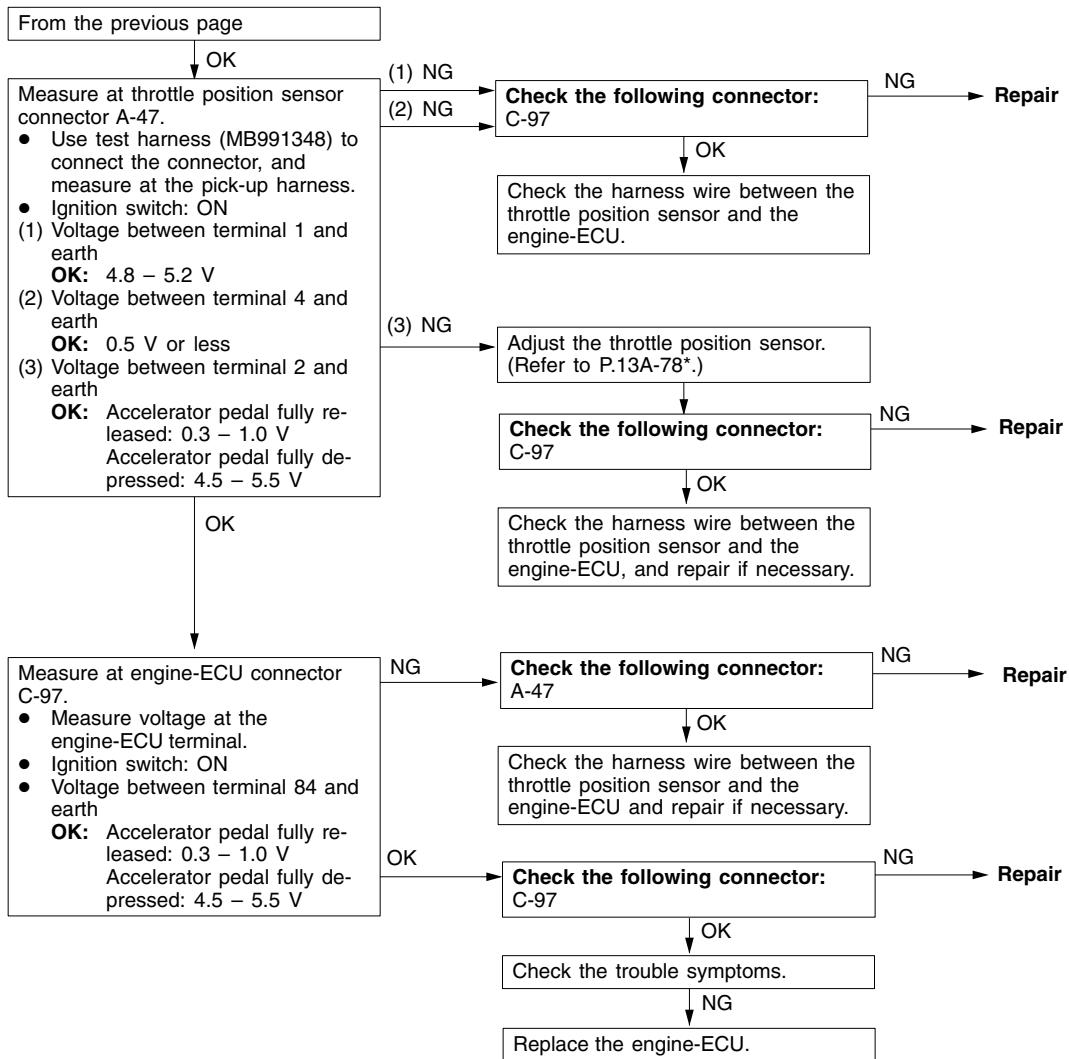 From the previous page
OK
Measure at throttle position sensor
connector A-47.
● Use test harness (MB991348) to
connect the connector, and
measure at the pick-up harness.
● Ignition switch: ON
(1) Voltage between terminal 1 and
earth
OK: 4.8 – 5.2 V
(2) Voltage between terminal 4 and
earth
OK: 0.5 V or less
(3) Voltage between terminal 2 and
earth
OK: Accelerator pedal fully re-
leased: 0.3 – 1.0 V
Accelerator pedal fully de-
pressed: 4.5 – 5.5 V
(1) NG
(2) NG
Check the following connector:
C-97
NG
Repair
OK
Check the harness wire between the
throttle position sensor and the
engine-ECU.
(3) NG
Adjust the throttle position sensor.
(Refer to P.13A-78*.)
Check the following connector:
C-97
NG
Repair
OK
Check the harness wire between the
throttle position sensor and the
engine-ECU, and repair if necessary.
OK
Measure at engine-ECU connector
C-97.
● Measure voltage at the
engine-ECU terminal.
● Ignition switch: ON
● Voltage between terminal 84 and
earth
OK: Accelerator pedal fully re-
leased: 0.3 – 1.0 V
Accelerator pedal fully de-
pressed: 4.5 – 5.5 V
NG
Check the following connector:
A-47
NG
Repair
OK
Check the harness wire between the
throttle position sensor and the
engine-ECU and repair if necessary.
OK
Check the following connector:
C-97
NG
Repair
OK
Check the trouble symptoms.
NG
Replace the engine-ECU.